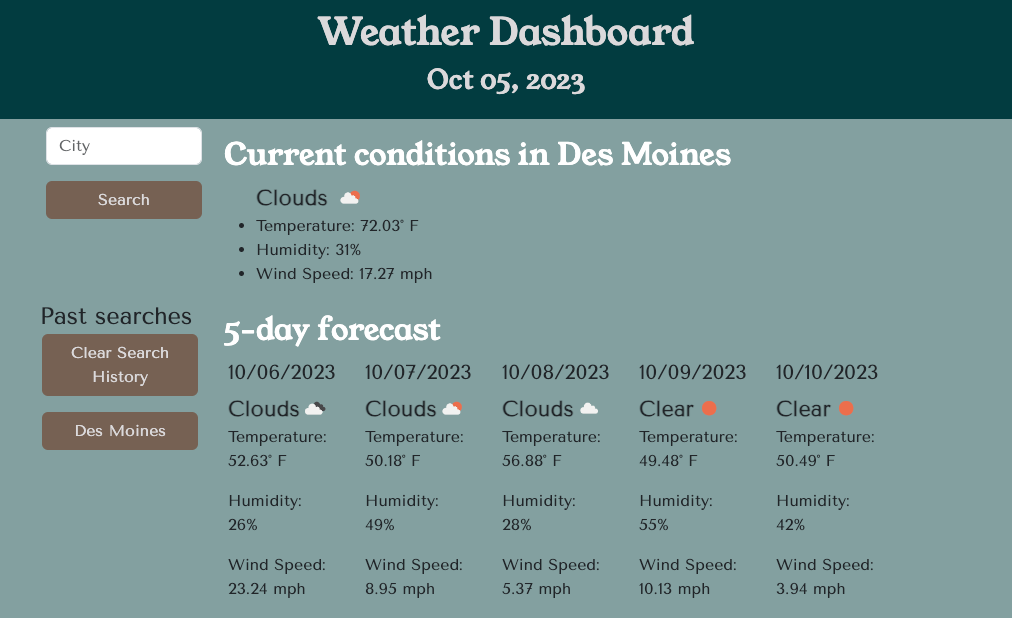 Weather Dashboard
Oct 05, 2023
City
Search
Past searches
Clear Search
History
Des Moines
Current conditions in Des Moines
Clouds
• Temperature: 72.03° F
• Humidity: 31%
• Wind Speed: 17.27 mph
5-day forecast
10/06/2023
Clouds
Temperature:
52.63° F
Humidity:
26%
Wind Speed:
23.24 mph
10/07/2023
Clouds
Temperature:
50.18° F
Humidity:
49%
Wind Speed:
8.95 mph
10/08/2023
Clouds
Temperature:
56.88° F
Humidity:
28%
Wind Speed:
5.37 mph
10/09/2023
Clear
Temperature:
49.48° F
Humidity:
55%
Wind Speed:
10.13 mph
10/10/2023
Clear
Temperature:
50.49° F
Humidity:
42%
Wind Speed:
3.94 mph